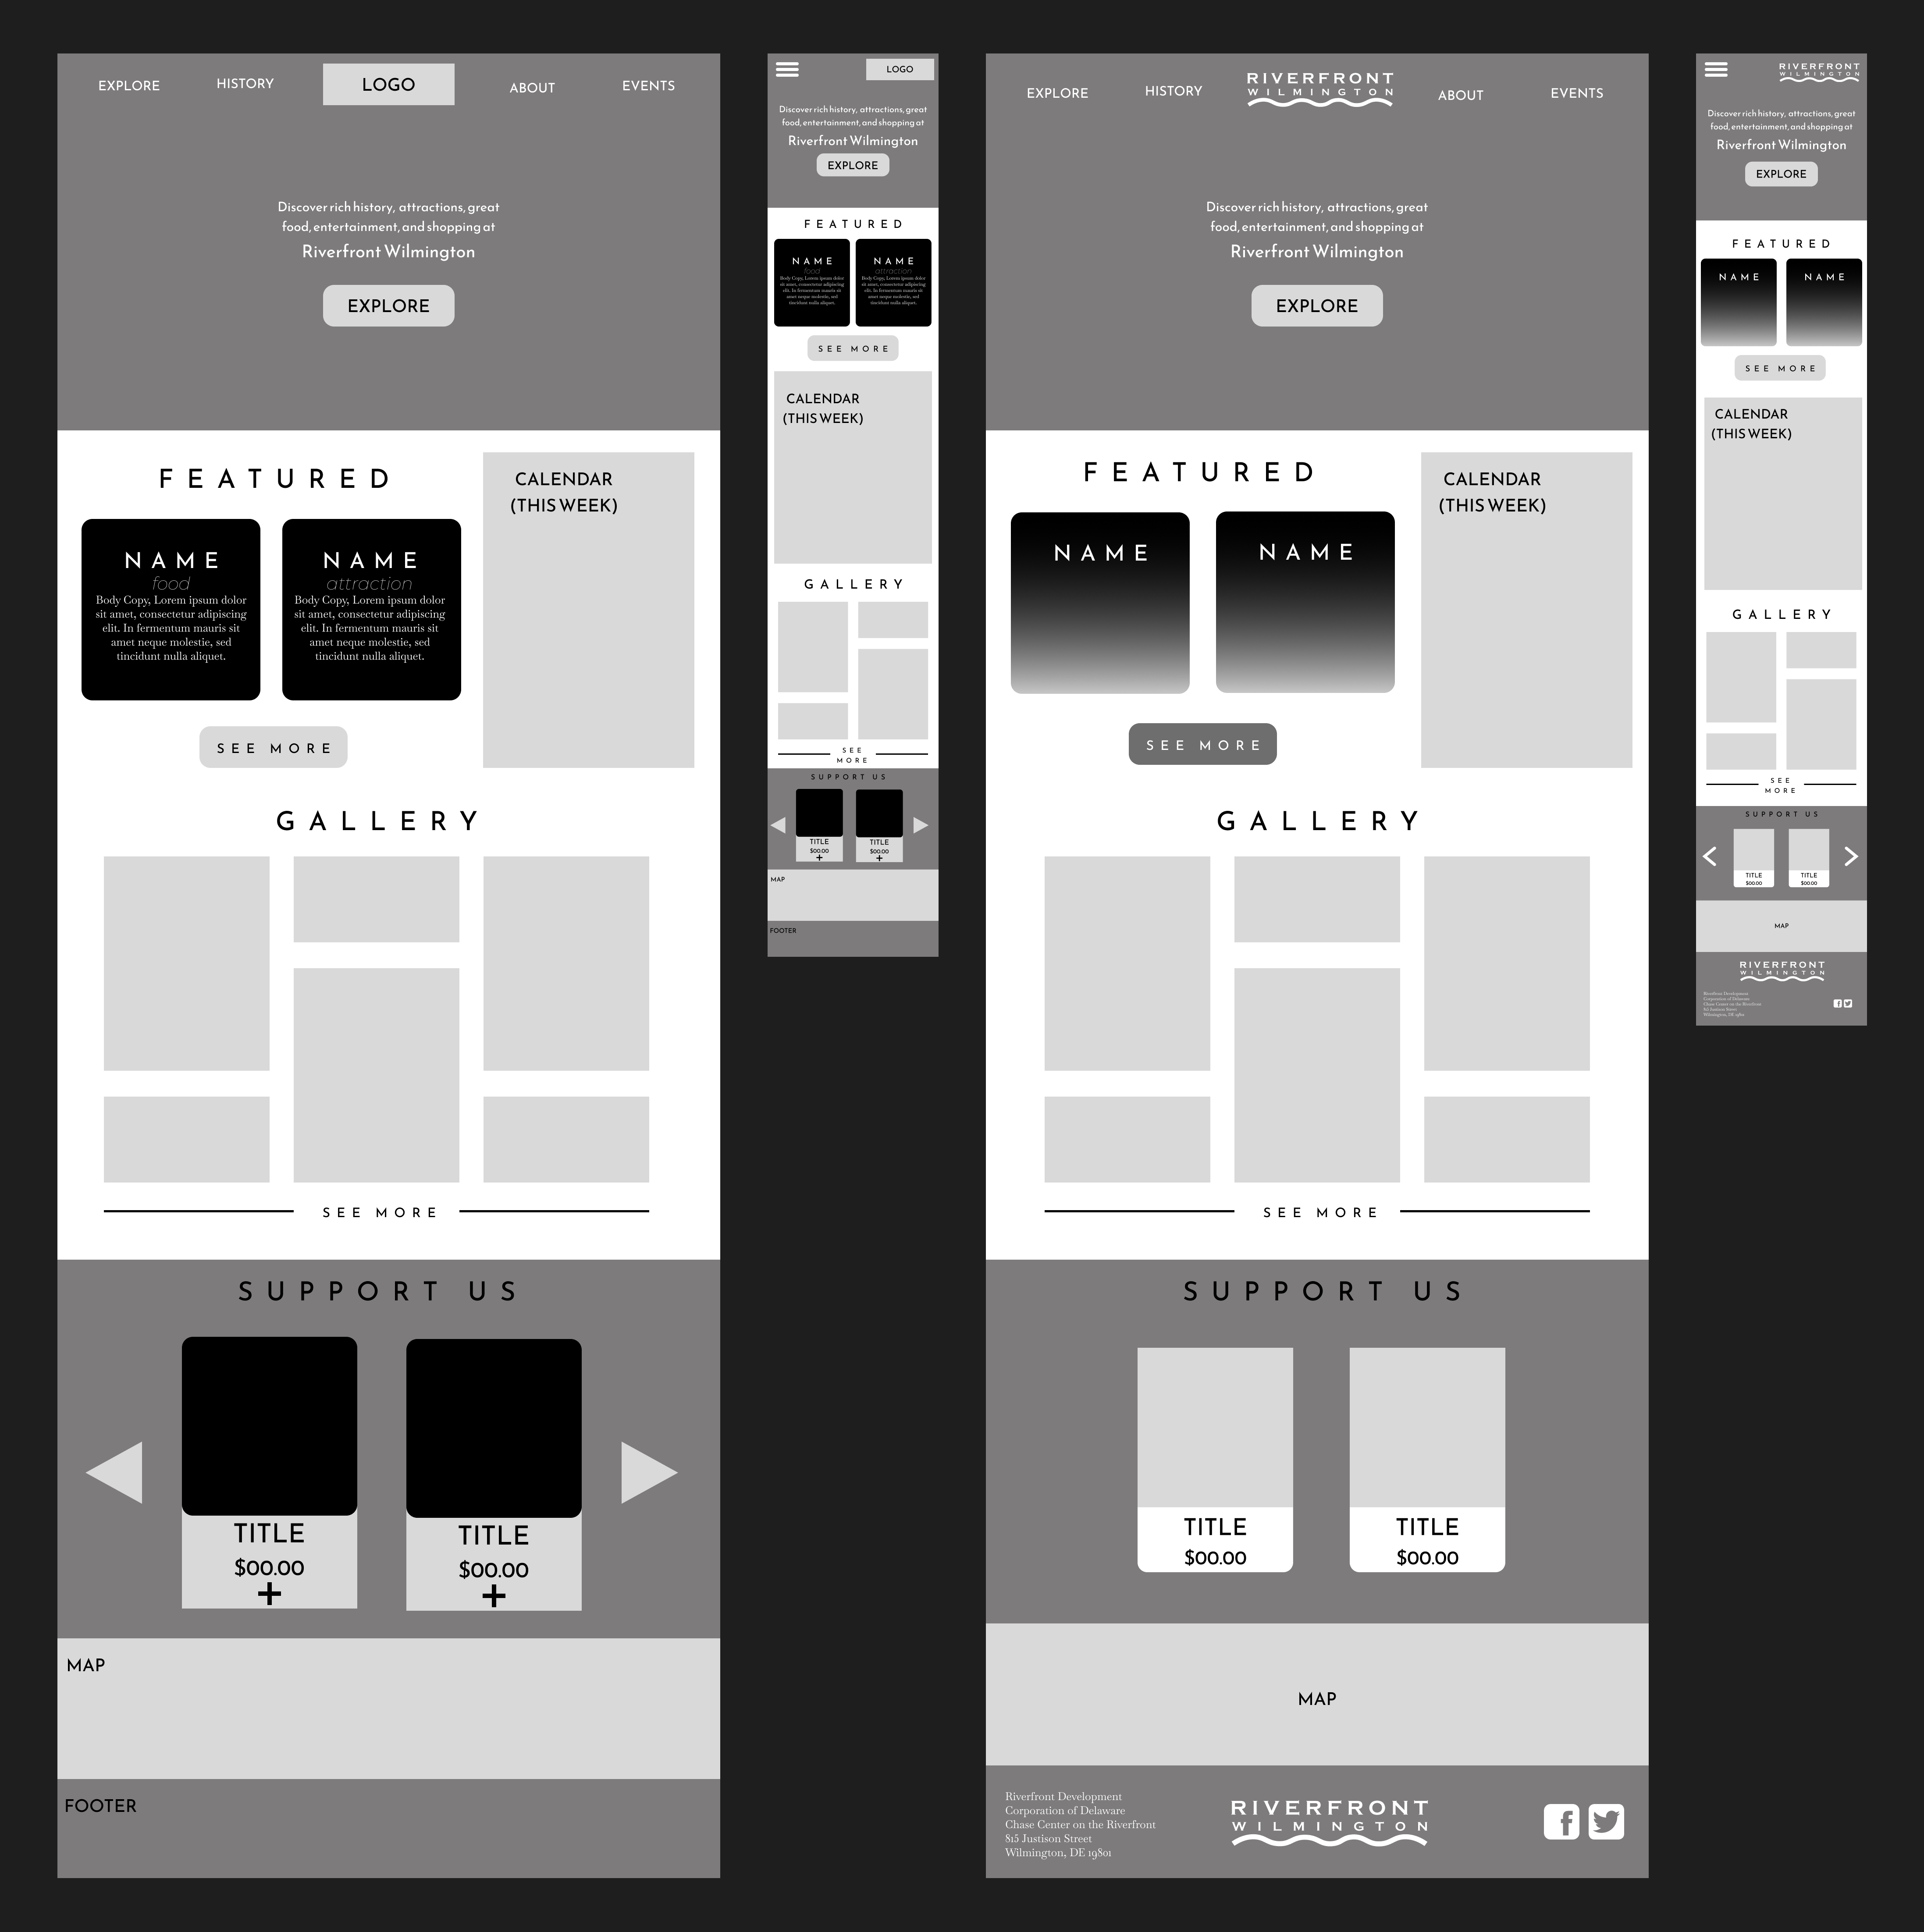 EXPLORE
HISTORY
LOGO
ABOUT
EVENTS
Discover rich history, attractions, great
food, entertainment, and shopping at
Riverfront Wilmington
EXPLORE
FEATURED
NAME
food
Body Copy, Lorem ipsum dolor
sit amet, consectetur adipiscing
elit. In fermentum mauris sit
amet neque molestie, sed
tincidunt nulla aliquet.
NAME
attraction
Body Copy, Lorem ipsum dolor
sit amet, consectetur adipiscing
elit. In fermentum mauris sit
amet neque molestie, sed
tincidunt nulla aliquet.
SEE MORE
CALENDAR
(THIS WEEK)
GALLERY
SEE MORE
SUPPORT US
TITLE
$00.00
+
TITLE
$00.00
+
MAP
FOOTER
LOGO
Discover rich history, attractions, great
food, entertainment, and shopping at
Riverfront Wilmington
EXPLORE
FEATURED
NAME
food
Body Copy, Lorem ipsum dolor
sit amet, consectetur adipiscing
elit. In fermentum mauris sit
amet neque molestie, sed
tincidunt nulla aliquet.
NAME
attraction
Body Copy, Lorem ipsum dolor
sit amet, consectetur adipiscing
elit. In fermentum mauris sit
amet neque molestie, sed
tincidunt nulla aliquet.
SEE MORE
CALENDAR
(THIS WEEK)
GALLERY
SEE
MORE
SUPPORT US
TITLE
$00.00
+
TITLE
$00.00
+
MAP
FOOTER
EXPLORE
HISTORY
RIVERFRONT
WILMINGTON
ABOUT
EVENTS
Discover rich history, attractions, great
food, entertainment, and shopping at
Riverfront Wilmington
EXPLORE
FEATURED
NAME
NAME
SEE MORE
CALENDAR
(THIS WEEK)
GALLERY
SEE MORE
SUPPORT US
TITLE
$00.00
TITLE
$00.00
MAP
Riverfront Development
Corporation of Delaware
Chase Center on the Riverfront
815 Justison Street
Wilmington, DE 19801
RIVERFRONT
WILMINGTON
RIVERFRONT
WILMINGTON
Discover rich history, attractions, great
food, entertainment, and shopping at
Riverfront Wilmington
EXPLORE
FEATURED
NAME
NAME
SEE MORE
CALENDAR
(THIS WEEK)
GALLERY
SEE
MORE
SUPPORT US
TITLE
$00.00
TITLE
$00.00
MAP
RIVERFRONT
WILMINGTON
Riverfront Development
Corporation of Delaware
Chase Center on the Riverfront
815 Justison Street
Wilmington, DE 19801